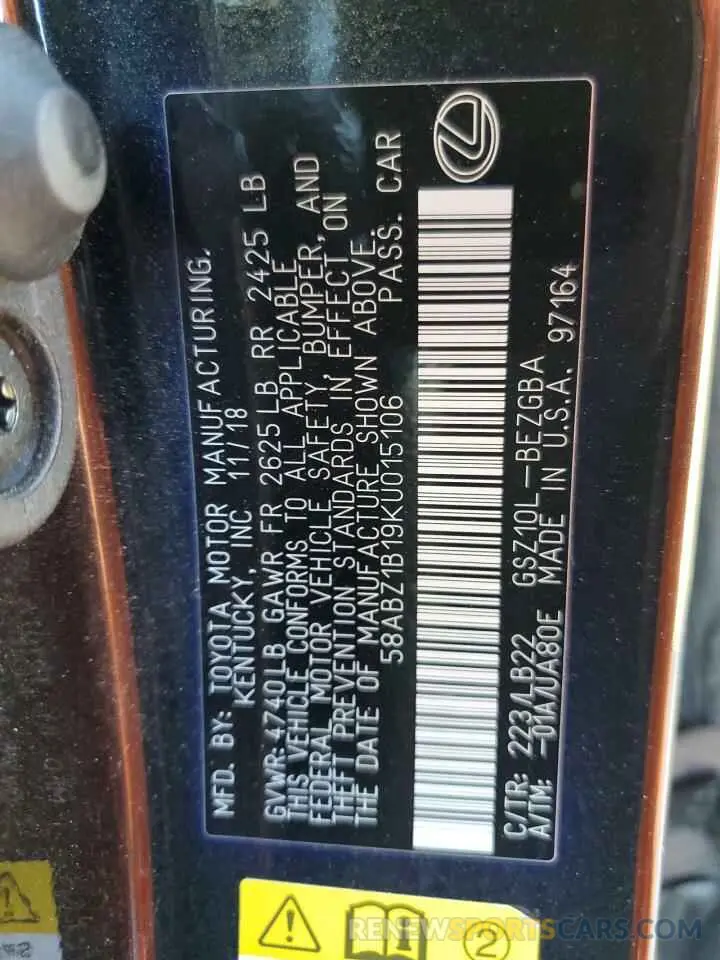 MFD. BY: TOYOTA MOTOR MANUFACTURING.
KENTUCKY, INC. 11/18
GVWR: 4740LB GAWR FR 2625LB RR 2425 LB
THIS VEHICLE CONFORMS TO ALL APPLICABLE
FEDERAL MOTOR VEHICLE SAFETY, BUMPER, AND
THEFT PREVENTION STANDARDS IN EFFECT ON
THE DATE OF MANUFACTURE SHOWN ABOVE.
58ABZ1B19KU015106 PASS. CAR
C/TR: 223/LB22 GSZ10L-BEZGBA
A/TM: -01A/UA80E MADE IN U.S.A. 97164
2
RENEWSPORTSCARS.COM